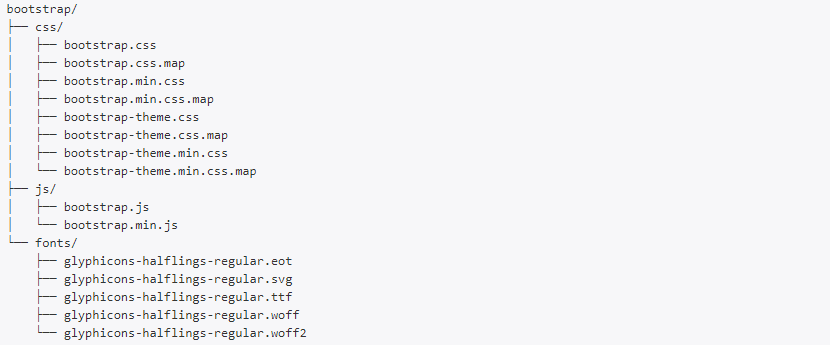 bootstrap/
├── css/
│   ├── bootstrap.css
│   ├── bootstrap.css.map
│   ├── bootstrap.min.css
│   ├── bootstrap.min.css.map
│   ├── bootstrap-theme.css
│   ├── bootstrap-theme.css.map
│   ├── bootstrap-theme.min.css
│   └── bootstrap-theme.min.css.map
├── js/
│   ├── bootstrap.js
│   └── bootstrap.min.js
└── fonts/
    ├── glyphicons-halflings-regular.eot
    ├── glyphicons-halflings-regular.svg
    ├── glyphicons-halflings-regular.ttf
    ├── glyphicons-halflings-regular.woff
    └── glyphicons-halflings-regular.woff2